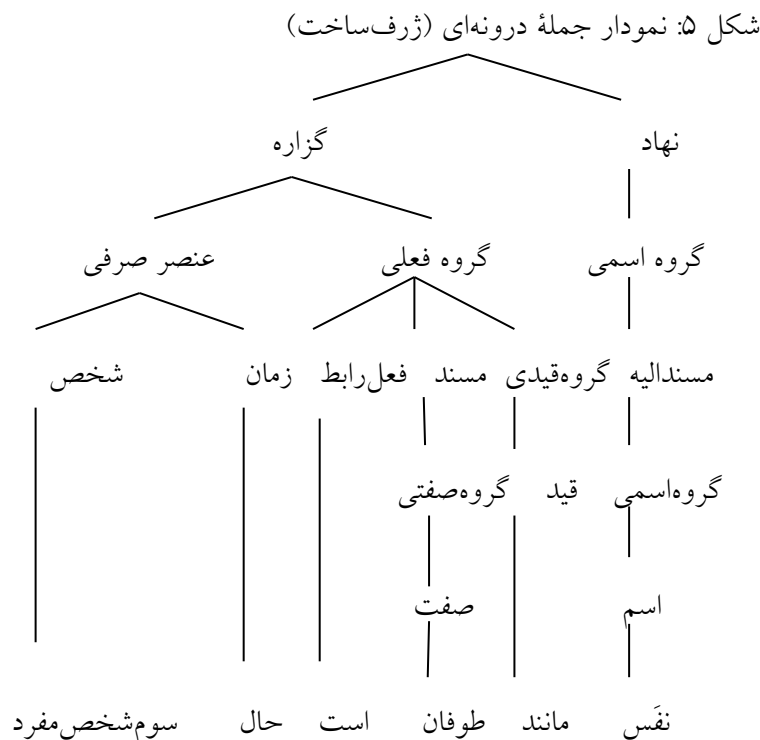 شکل ۵: نمودار جملهٔ درونه‌ای (ژرف‌ساخت)
نهاد گزاره
گروه اسمی گروه فعلی عنصر صرفی
مسندالیه گروه‌قیدی مسند فعل‌رابط زمان شخص
گروه‌اسمی قید گروه‌صفتی
اسم صفت
نفَس مانند طوفان است حال سوم‌شخص‌مفرد